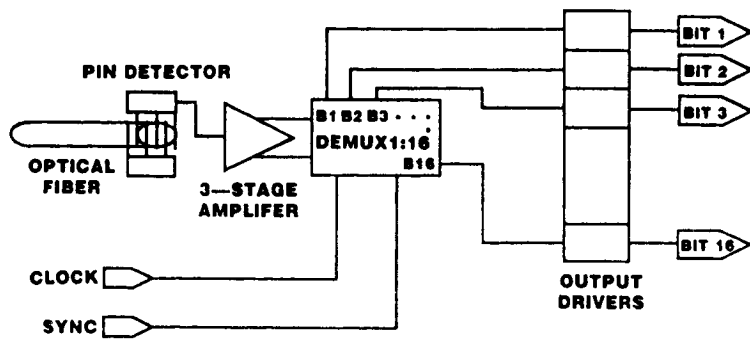 BIT 1
PIN DETECTOR
BIT 2
B1 B2 B3 . . .
BIT 3
DEMUX1:16
B16
OPTICAL
FIBER
3—STAGE
AMPLIFER
BIT 16
CLOCK
OUTPUT
DRIVERS
SYNC